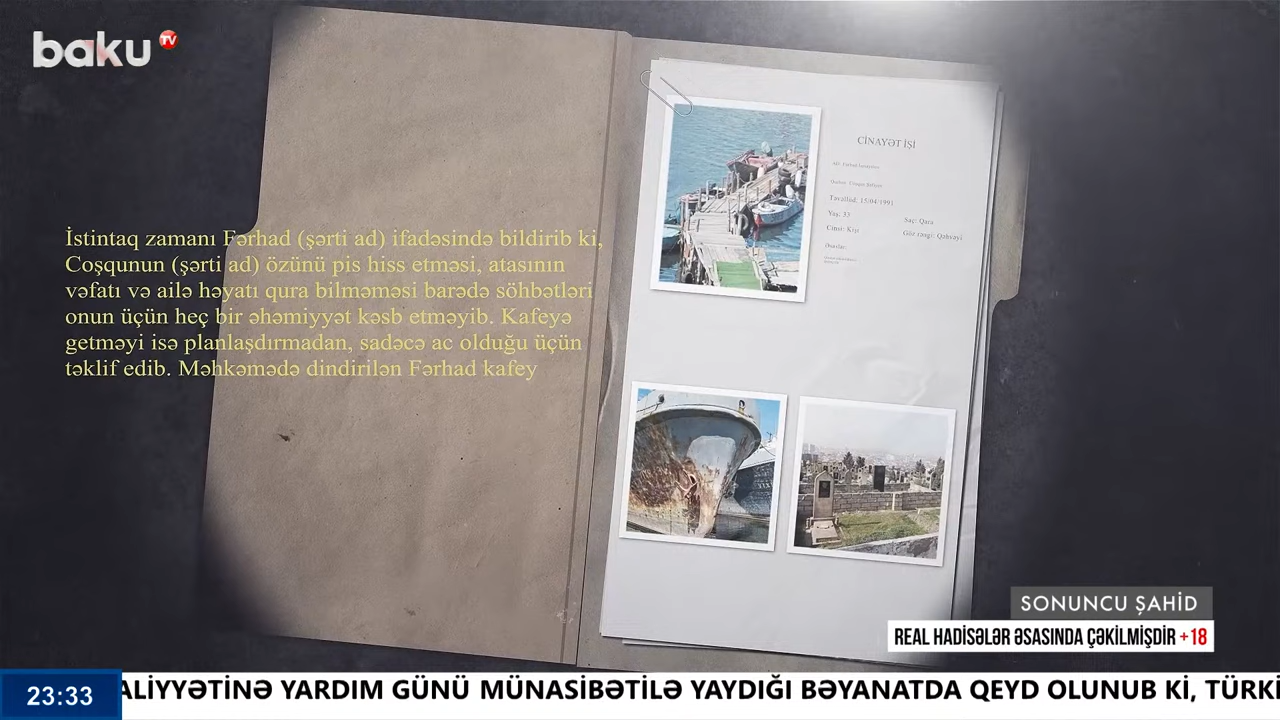 baku TV
CİNAYƏT İŞİ
Təvəllüd: 15/04/1991
Yaş: 33
Saç: Qara
Cinsi: Kişi
Göz rəngi: Qəhvəyi
İstintaq zamanı Fərhad (şərti ad) ifadəsində bildirib ki,
Coşqunun (şərti ad) özünü pis hiss etməsi, atasının
vəfatı və ailə həyatı qura bilməməsi barədə söhbətləri
onun üçün heç bir əhəmiyyət kəsb etməyib. Kafeyə
getməyi isə planlaşdırmadan, sadəcə ac olduğu üçün
təklif edib. Məhkəmədə dindirilən Fərhad kafey
SONUNCU ŞAHİD
REAL HADİSƏLƏR ƏSASINDA ÇƏKİLMİŞDİR +18
23:33
ALİYYƏTİNƏ YARDIM GÜNÜ MÜNASİBƏTİLƏ YAYDIĞI BƏYANATDA QEYD OLUNUB Kİ, TÜRKİ